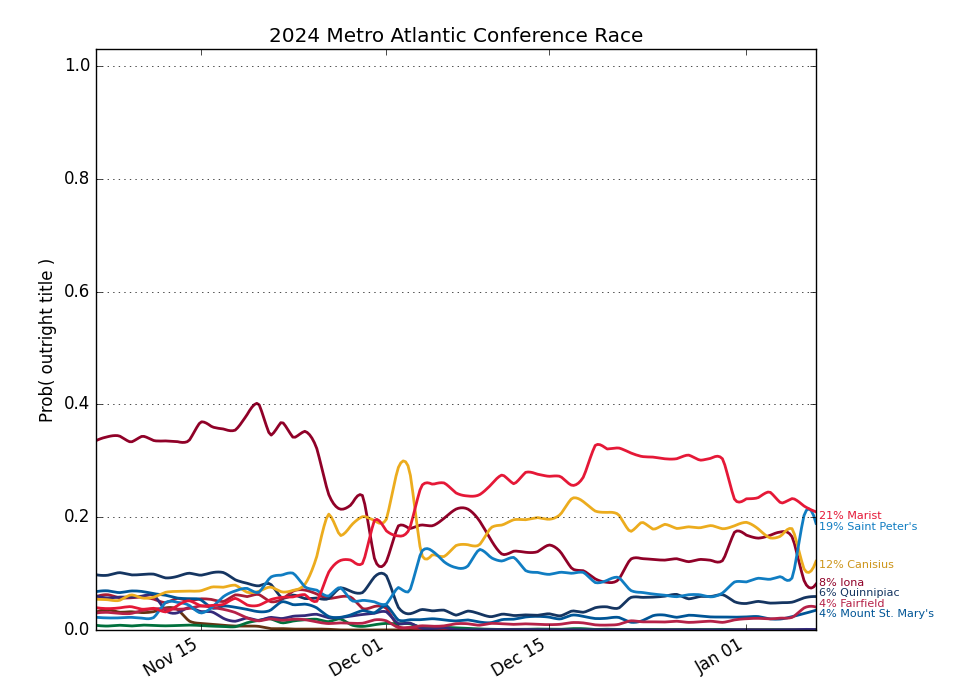 2024 Metro Atlantic Conference Race
1.0
0.8
0.6
0.4
0.2
0.0
Prob( outright title )
Nov 15
Dec 01
Dec 15
Jan 01
21% Marist
19% Saint Peter's
12% Canisius
8% Iona
6% Quinnipiac
4% Fairfield
4% Mount St. Mary's